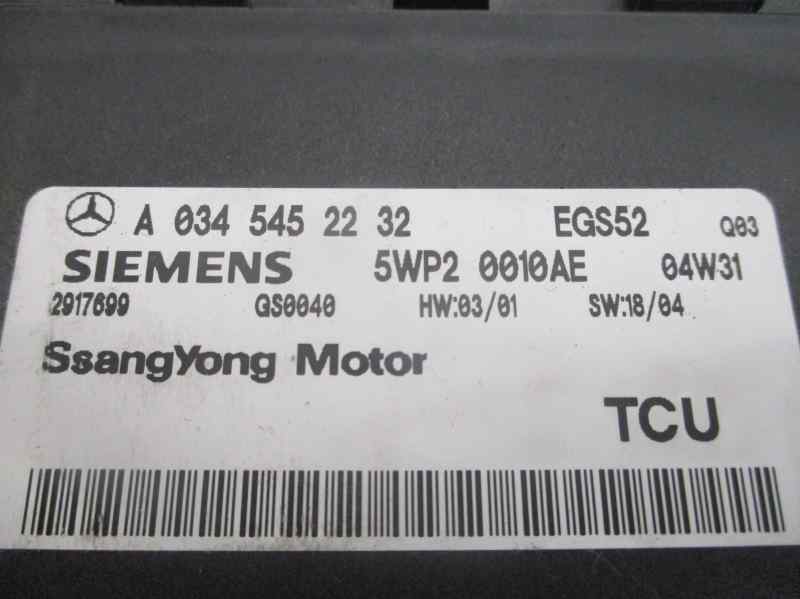 A 034 545 22 32 EGS52 Q03
SIEMENS 5WP2 0010AE 04W31
2917699 GS0040 HW:03/01 SW:18/04
SsangYong Motor
TCU